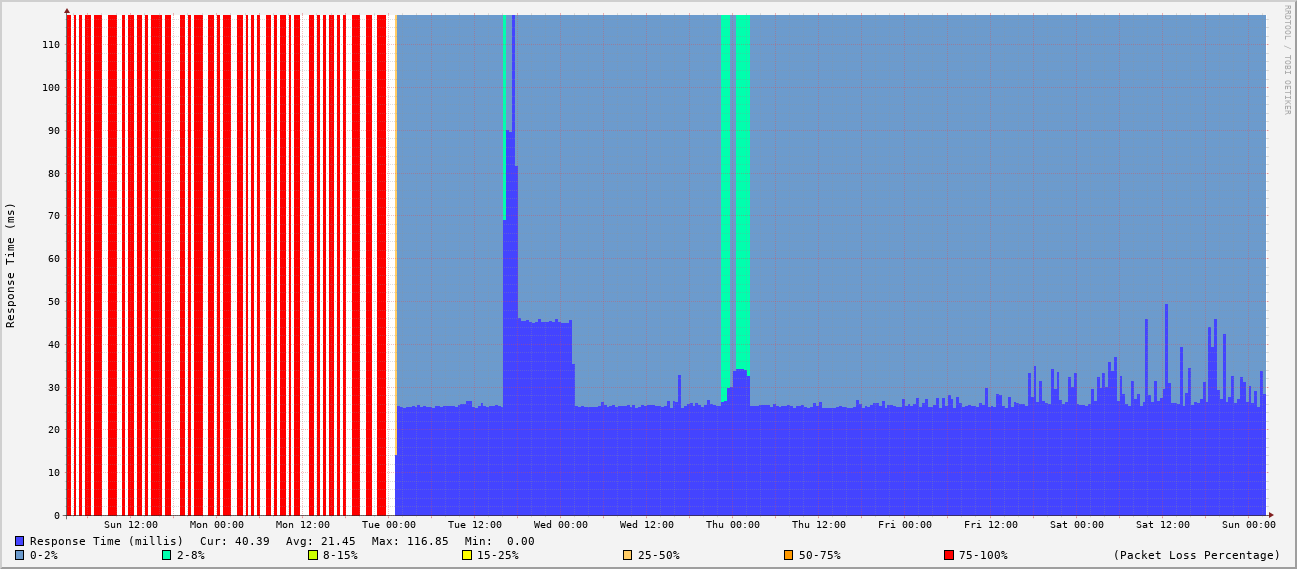 RRDTOOL / TOBI OETIKER
Response Time (ms)
110
100
90
80
70
60
50
40
30
20
10
0
Sun 12:00 Mon 00:00 Mon 12:00 Tue 00:00 Tue 12:00 Wed 00:00 Wed 12:00 Thu 00:00 Thu 12:00 Fri 00:00 Fri 12:00 Sat 00:00 Sat 12:00 Sun 00:00
Response Time (millis) Cur: 40.39 Avg: 21.45 Max: 116.85 Min: 0.00
0-2% 2-8% 8-15% 15-25% 25-50% 50-75% 75-100% (Packet Loss Percentage)